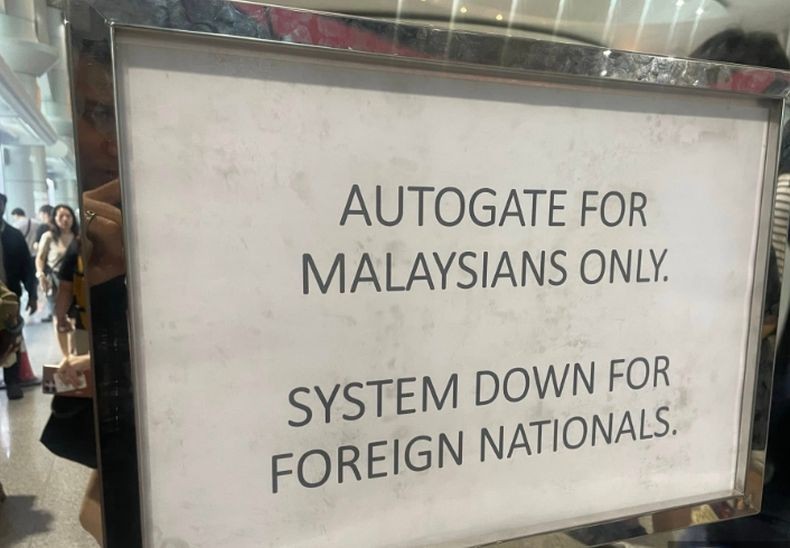 AUTOGATE FOR
MALAYSIANS ONLY.
SYSTEM DOWN FOR
FOREIGN NATIONALS.